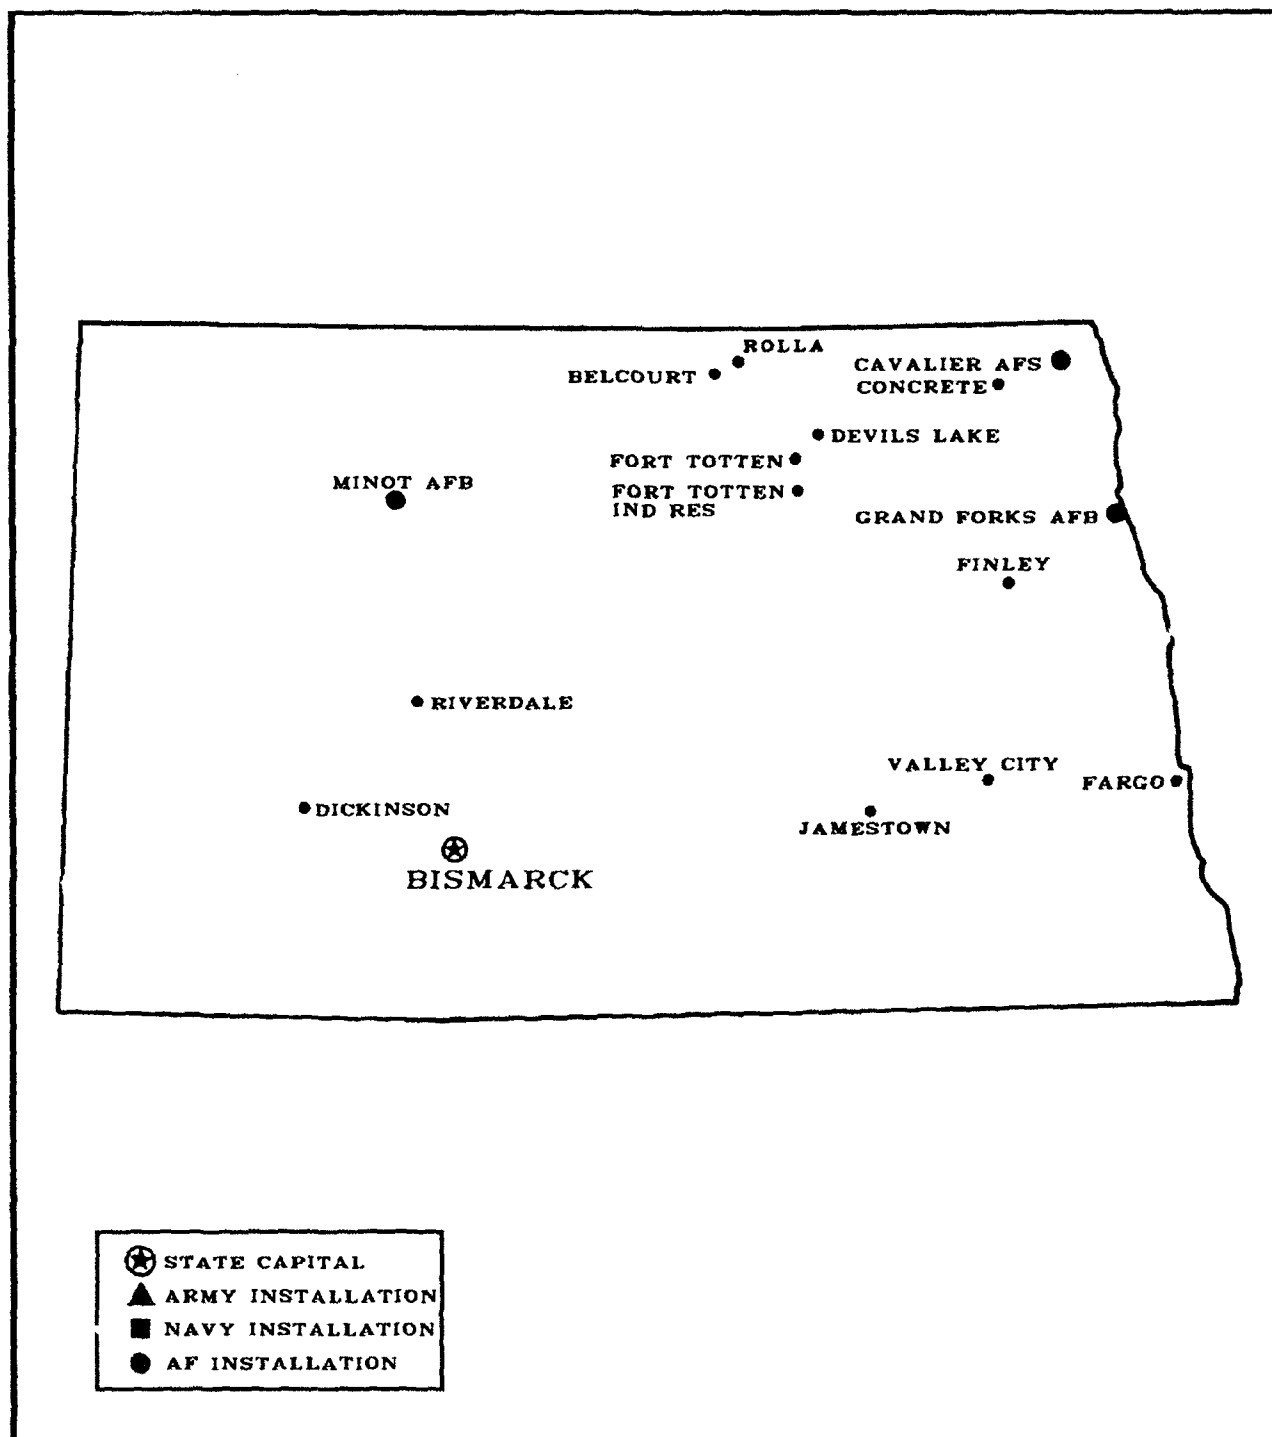 ROLLA
BELCOURT
CAVALIER AFS
CONCRETE
DEVILS LAKE
FORT TOTTEN
MINOT AFB
FORT TOTTEN
IND RES
GRAND FORKS AFB
FINLEY
RIVERDALE
VALLEY CITY
FARGO
DICKINSON
JAMESTOWN
BISMARCK
STATE CAPITAL
ARMY INSTALLATION
NAVY INSTALLATION
AF INSTALLATION